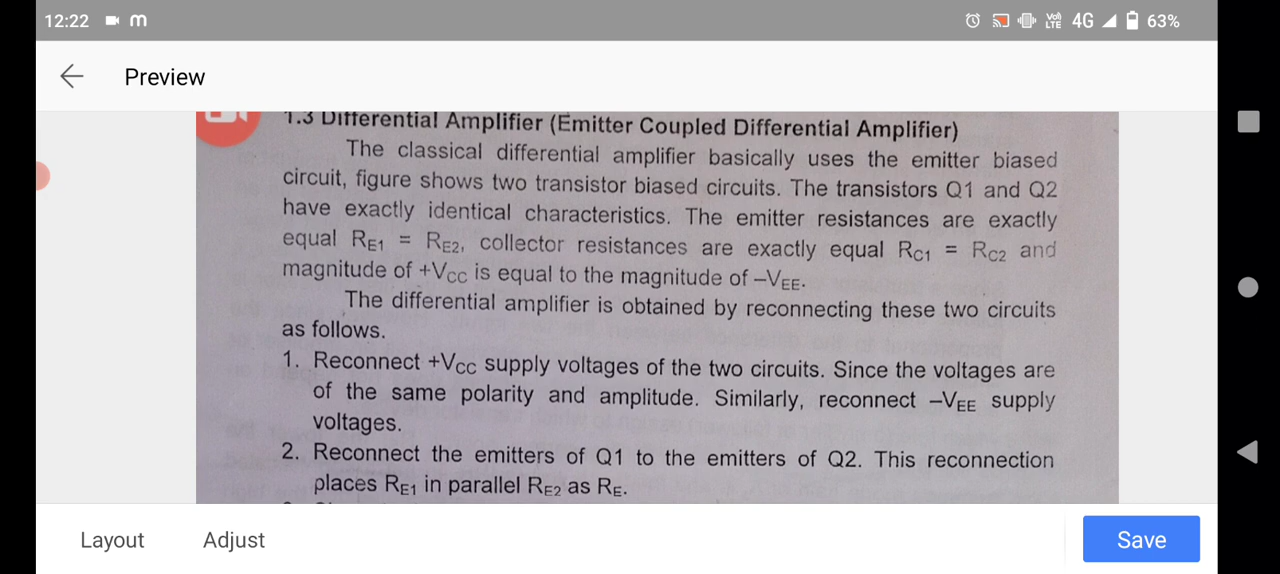 12:22 m Vo) LTE 4G 63%
Preview
1.3 Differential Amplifier (Emitter Coupled Differential Amplifier)
The classical differential amplifier basically uses the emitter biased
circuit, figure shows two transistor biased circuits. The transistors Q1 and Q2
have exactly identical characteristics. The emitter resistances are exactly
equal RE1 = RE2, collector resistances are exactly equal RC1 = RC2 and
magnitude of +VCC is equal to the magnitude of –VEE.
The differential amplifier is obtained by reconnecting these two circuits
as follows.
1. Reconnect +VCC supply voltages of the two circuits. Since the voltages are
of the same polarity and amplitude. Similarly, reconnect –VEE supply
voltages.
2. Reconnect the emitters of Q1 to the emitters of Q2. This reconnection
places RE1 in parallel RE2 as RE.
Layout Adjust Save